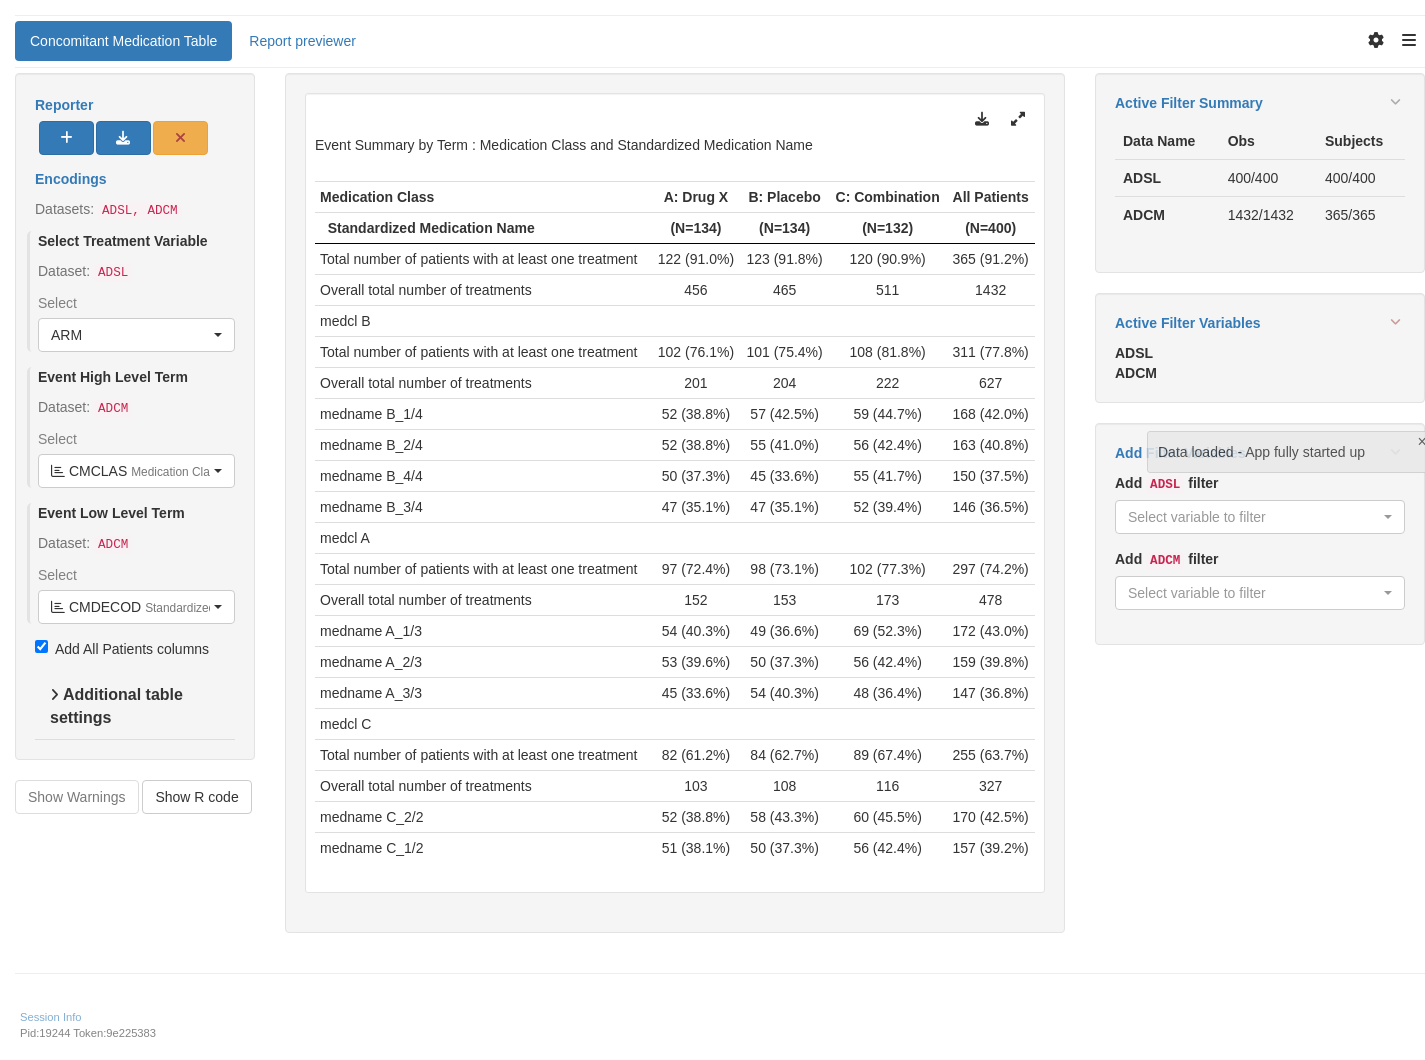 Concomitant Medication Table Report previewer
Reporter
Encodings
Datasets: ADSL, ADCM
Select Treatment Variable
Dataset: ADSL
Select
ARM
Event High Level Term
Dataset: ADCM
Select
CMCLAS Medication Cla
Event Low Level Term
Dataset: ADCM
Select
CMDECOD Standardized
Add All Patients columns
Additional table
settings
Show Warnings Show R code
Event Summary by Term : Medication Class and Standardized Medication Name
Medication Class A: Drug X B: Placebo C: Combination All Patients
Standardized Medication Name (N=134) (N=134) (N=132) (N=400)
Total number of patients with at least one treatment 122 (91.0%) 123 (91.8%) 120 (90.9%) 365 (91.2%)
Overall total number of treatments 456 465 511 1432
medcl B
Total number of patients with at least one treatment 102 (76.1%) 101 (75.4%) 108 (81.8%) 311 (77.8%)
Overall total number of treatments 201 204 222 627
medname B_1/4 52 (38.8%) 57 (42.5%) 59 (44.7%) 168 (42.0%)
medname B_2/4 52 (38.8%) 55 (41.0%) 56 (42.4%) 163 (40.8%)
medname B_4/4 50 (37.3%) 45 (33.6%) 55 (41.7%) 150 (37.5%)
medname B_3/4 47 (35.1%) 47 (35.1%) 52 (39.4%) 146 (36.5%)
medcl A
Total number of patients with at least one treatment 97 (72.4%) 98 (73.1%) 102 (77.3%) 297 (74.2%)
Overall total number of treatments 152 153 173 478
medname A_1/3 54 (40.3%) 49 (36.6%) 69 (52.3%) 172 (43.0%)
medname A_2/3 53 (39.6%) 50 (37.3%) 56 (42.4%) 159 (39.8%)
medname A_3/3 45 (33.6%) 54 (40.3%) 48 (36.4%) 147 (36.8%)
medcl C
Total number of patients with at least one treatment 82 (61.2%) 84 (62.7%) 89 (67.4%) 255 (63.7%)
Overall total number of treatments 103 108 116 327
medname C_2/2 52 (38.8%) 58 (43.3%) 60 (45.5%) 170 (42.5%)
medname C_1/2 51 (38.1%) 50 (37.3%) 56 (42.4%) 157 (39.2%)
Active Filter Summary
Data Name Obs Subjects
ADSL 400/400 400/400
ADCM 1432/1432 365/365
Active Filter Variables
ADSL
ADCM
Add
Data loaded - App fully started up
Add ADSL filter
Select variable to filter
Add ADCM filter
Select variable to filter
Session Info
Pid:19244 Token:9e225383